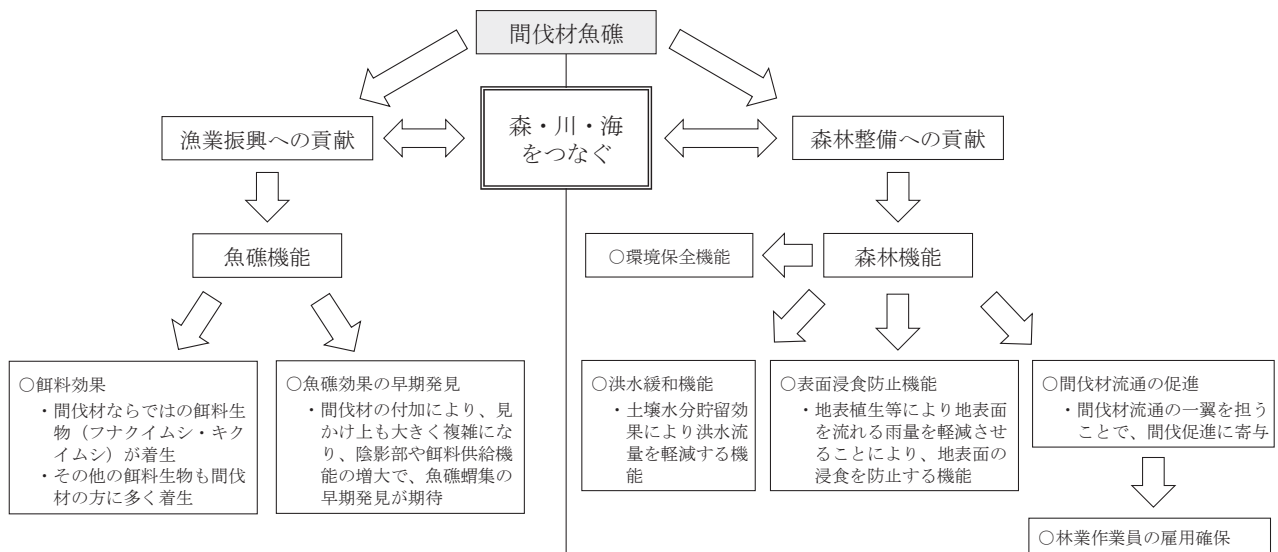 間伐材魚礁
森・川・海
をつなぐ
漁業振興への貢献
森林整備への貢献
魚礁機能
○環境保全機能
森林機能
○餌料効果
・間伐材ならではの餌料生
物（フナクイムシ・キク
イムシ）が着生
・その他の餌料生物も間伐
材の方に多く着生
○魚礁効果の早期発見
・間伐材の付加により、見
かけ上も大きく複雑にな
り、陰影部や餌料供給機
能の増大で、魚礁蝟集の
早期発見が期待
○洪水緩和機能
・土壌水分貯留効
果により洪水流
量を軽減する機
能
○表面浸食防止機能
・地表植生等により地表面
を流れる雨量を軽減させ
ることにより、地表面の
浸食を防止する機能
○間伐材流通の促進
・間伐材流通の一翼を担う
ことで、間伐促進に寄与
○林業作業員の雇用確保